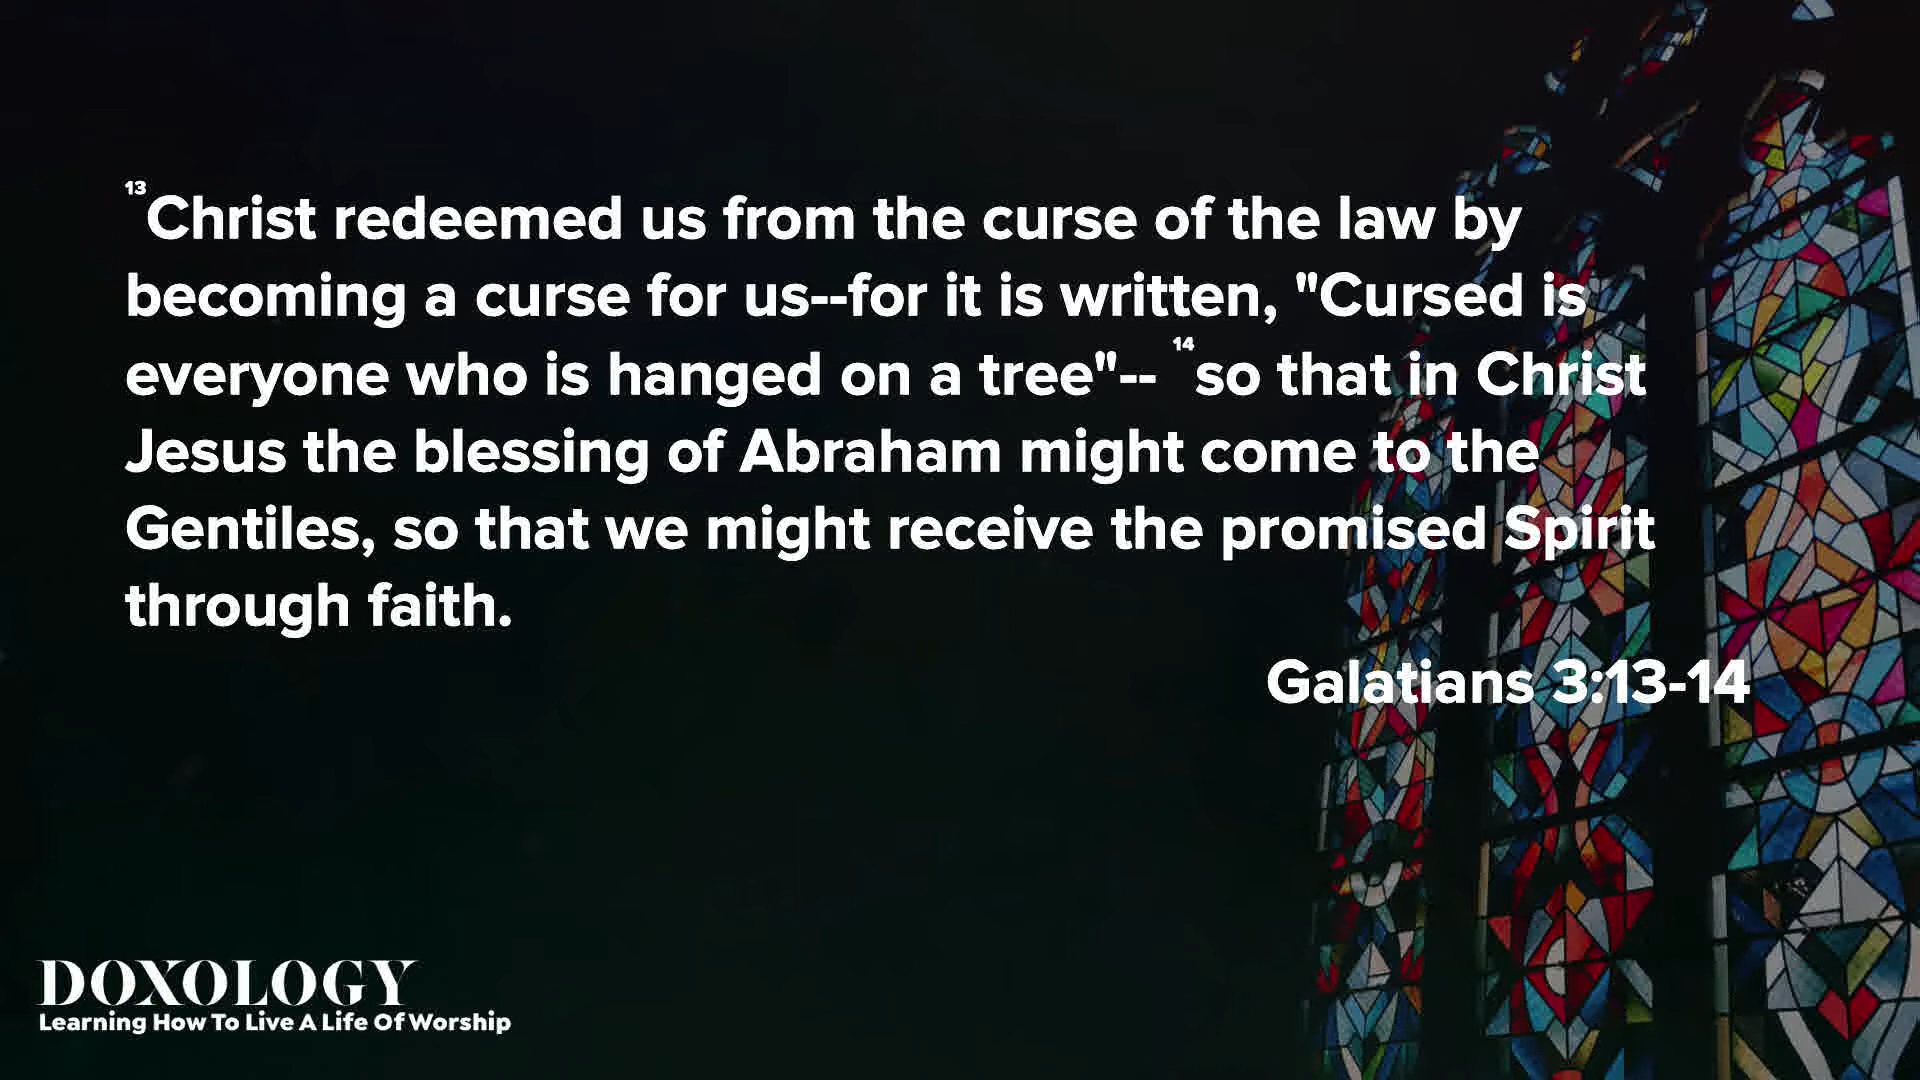 13Christ redeemed us from the curse of the law by
becoming a curse for us--for it is written, "Cursed is
everyone who is hanged on a tree"-- 14so that in Christ
Jesus the blessing of Abraham might come to the
Gentiles, so that we might receive the promised Spirit
through faith.
Galatians 3:13-14
DOXOLOGY
Learning How To Live A Life Of Worship